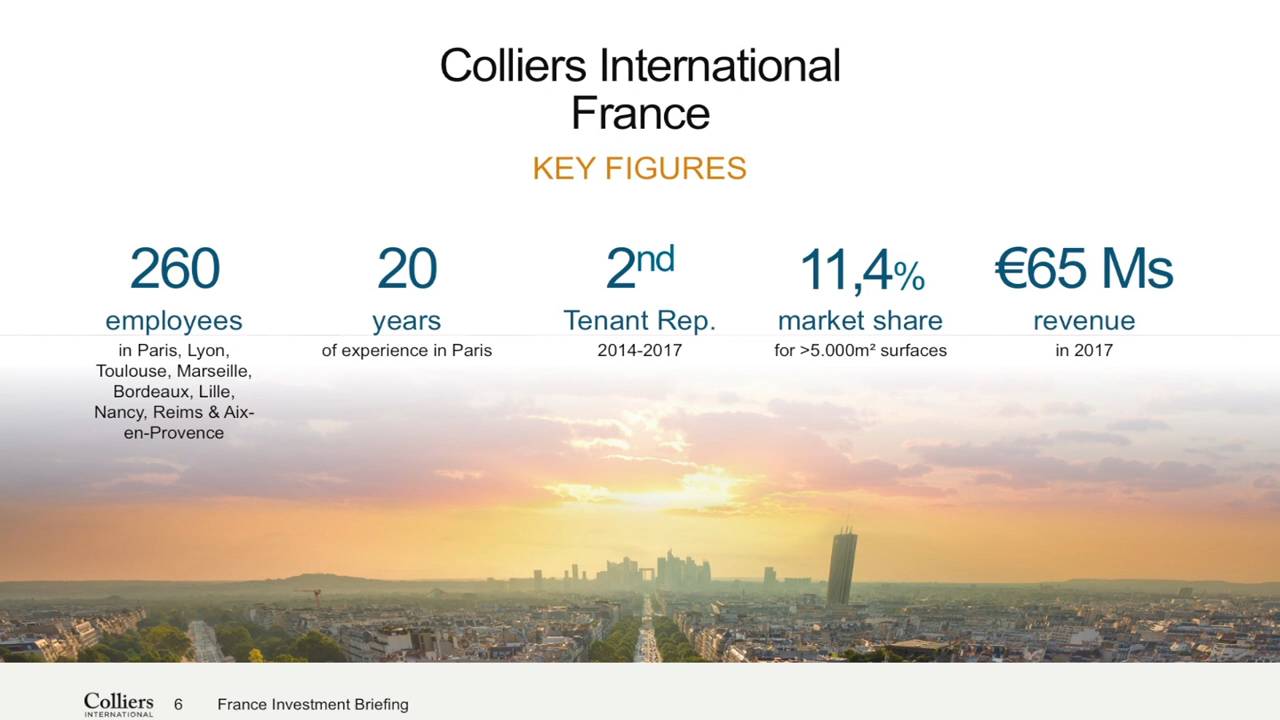 Colliers International
France
KEY FIGURES
260
employees
in Paris, Lyon,
Toulouse, Marseille,
Bordeaux, Lille,
Nancy, Reims & Aix-
en-Provence
20
years
of experience in Paris
2nd
Tenant Rep.
2014-2017
11,4%
market share
for >5.000m² surfaces
€65 Ms
revenue
in 2017
Colliers
INTERNATIONAL
6
France Investment Briefing